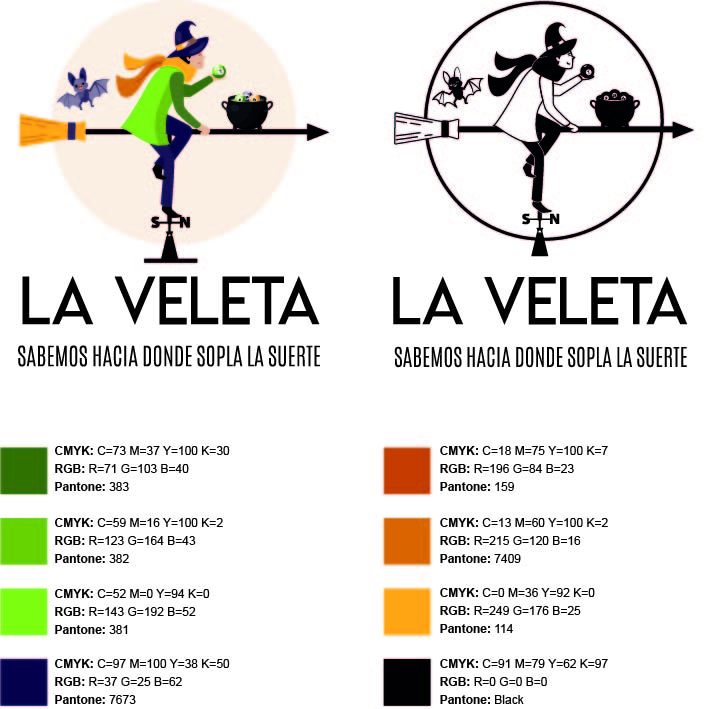 S N
S N
LA VELETA
LA VELETA
SABEMOS HACIA DONDE SOPLA LA SUERTE
SABEMOS HACIA DONDE SOPLA LA SUERTE
CMYK: C=73 M=37 Y=100 K=30
RGB: R=71 G=103 B=40
Pantone: 383
CMYK: C=59 M=16 Y=100 K=2
RGB: R=123 G=164 B=43
Pantone: 382
CMYK: C=52 M=0 Y=94 K=0
RGB: R=143 G=192 B=52
Pantone: 381
CMYK: C=97 M=100 Y=38 K=50
RGB: R=37 G=25 B=62
Pantone: 7673
CMYK: C=18 M=75 Y=100 K=7
RGB: R=196 G=84 B=23
Pantone: 159
CMYK: C=13 M=60 Y=100 K=2
RGB: R=215 G=120 B=16
Pantone: 7409
CMYK: C=0 M=36 Y=92 K=0
RGB: R=249 G=176 B=25
Pantone: 114
CMYK: C=91 M=79 Y=62 K=97
RGB: R=0 G=0 B=0
Pantone: Black